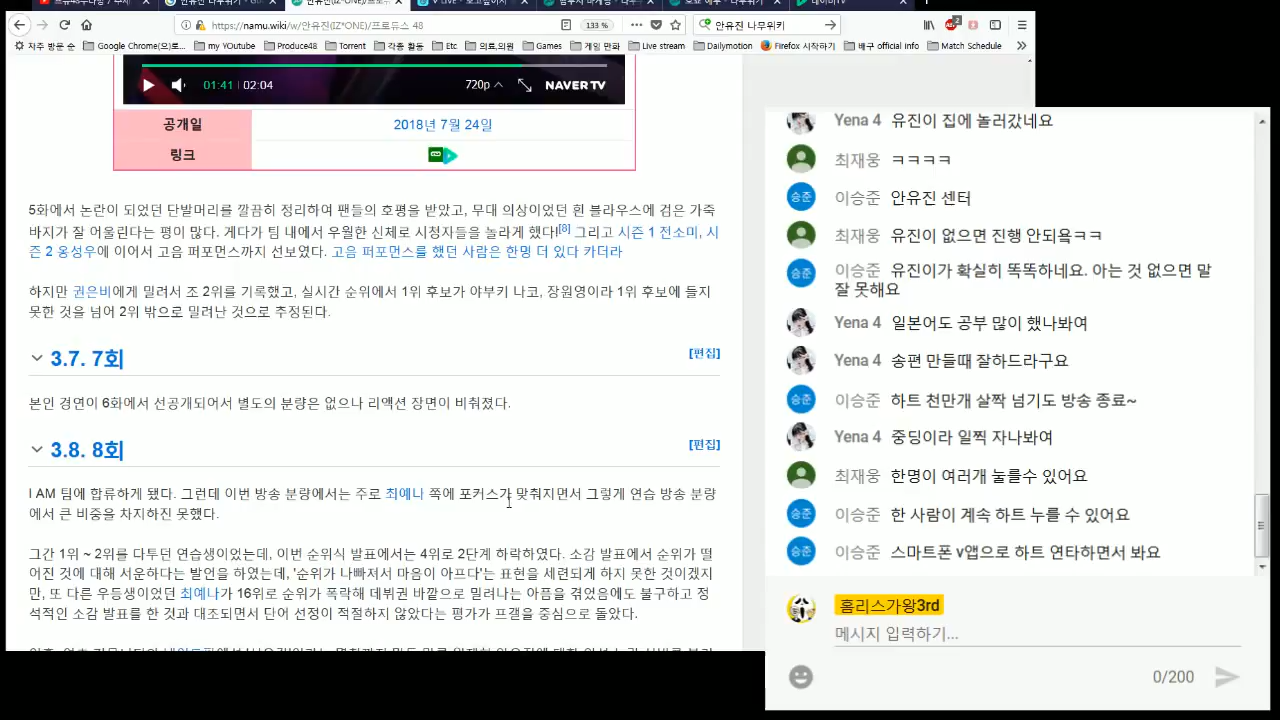 https://namu.wiki/w/안유진(IZ*ONE)/프로듀스 48
133 %
안유진 나무위키
자주 방문 순
Google Chrome(으)로...
my Youtube
Produce48
Torrent
각종 활동
Etc
의료,의원
Games
게임 만화
Live stream
Dailymotion
Firefox 시작하기
배구 official info
Match Schedule
01:41 | 02:04
720p
NAVER TV
공개일
2018년 7월 24일
링크
5화에서 논란이 되었던 단발머리를 깔끔히 정리하여 팬들의 호평을 받았고, 무대 의상이었던 흰 블라우스에 검은 가죽
바지가 잘 어울린다는 평이 많다. 게다가 팀 내에서 우월한 신체로 시청자들을 놀라게 했다![8] 그리고 시즌 1 전소미, 시
즌 2 옹성우에 이어서 고음 퍼포먼스까지 선보였다. 고음 퍼포먼스를 했던 사람은 한명 더 있다 카더라
하지만 권은비에게 밀려서 조 2위를 기록했고, 실시간 순위에서 1위 후보가 야부키 나코, 장원영이라 1위 후보에 들지
못한 것을 넘어 2위 밖으로 밀려난 것으로 추정된다.
3.7. 7회
[편집]
본인 경연이 6화에서 선공개되어서 별도의 분량은 없으나 리액션 장면이 비춰졌다.
3.8. 8회
[편집]
I AM 팀에 합류하게 됐다. 그런데 이번 방송 분량에서는 주로 최예나 쪽에 포커스가 맞춰지면서 그렇게 연습 방송 분량
에서 큰 비중을 차지하진 못했다.
그간 1위 ~ 2위를 다투던 연습생이었는데, 이번 순위식 발표에서는 4위로 2단계 하락하였다. 소감 발표에서 순위가 떨
어진 것에 대해 서운하다는 발언을 하였는데, '순위가 나빠져서 마음이 아프다'는 표현을 세련되게 하지 못한 것이겠지
만, 또 다른 우등생이었던 최예나가 16위로 순위가 폭락해 데뷔권 바깥으로 밀려나는 아픔을 겪었음에도 불구하고 정
석적인 소감 발표를 한 것과 대조되면서 단어 선정이 적절하지 않았다는 평가가 프갤을 중심으로 돌았다.
Yena 4 유진이 집에 놀러갔네요
최재웅 ㅋㅋㅋㅋ
승준 이승준 안유진 센터
최재웅 유진이 없으면 진행 안되욬ㅋㅋ
승준 이승준 유진이가 확실히 똑똑하네요. 아는 것 없으면 말
잘 못해요
Yena 4 일본어도 공부 많이 했나봐여
Yena 4 송편 만들때 잘하드라구요
승준 이승준 하트 천만개 살짝 넘기도 방송 종료~
Yena 4 중딩이라 일찍 자나봐여
최재웅 한명이 여러개 눌를수 있어요
승준 이승준 한 사람이 계속 하트 누를 수 있어요
승준 이승준 스마트폰 v앱으로 하트 연타하면서 봐요
홈리스가왕3rd
메시지 입력하기...
0/200